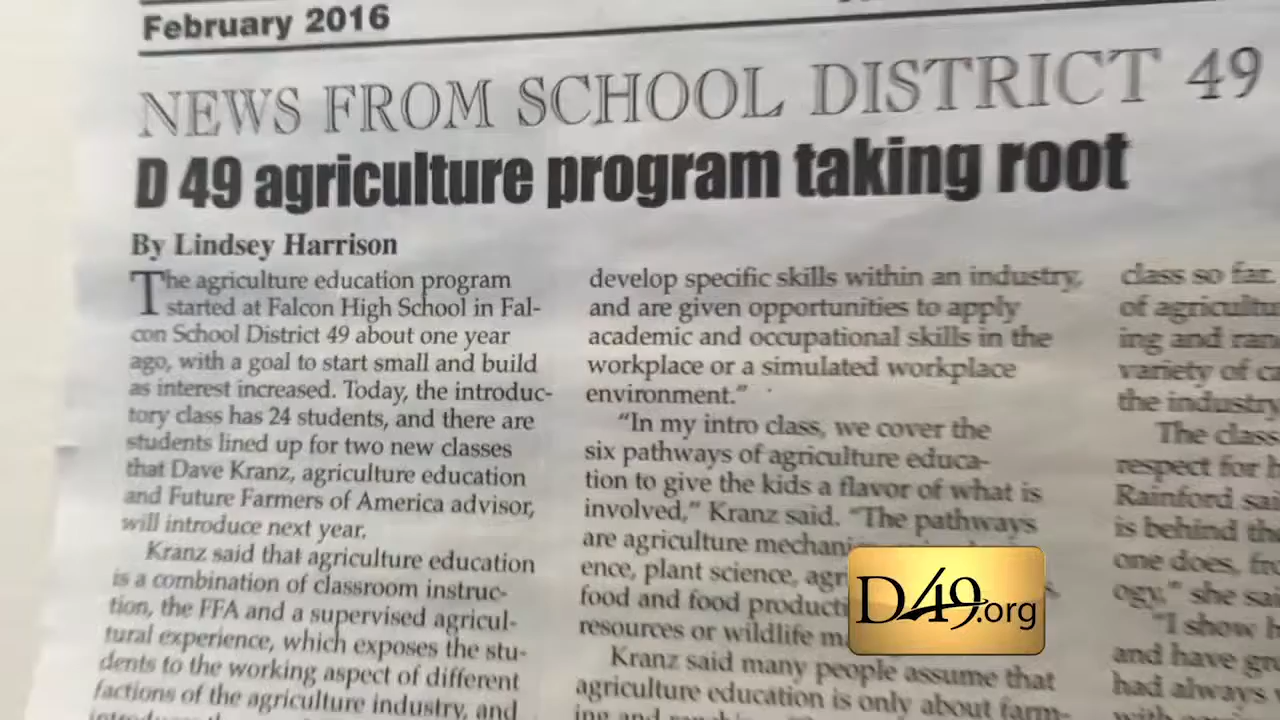 February 2016
NEWS FROM SCHOOL DISTRICT 49
D 49 agriculture program taking root
By Lindsey Harrison
The agriculture education program
started at Falcon High School in Fal-
con School District 49 about one year
ago, with a goal to start small and build
as interest increased. Today, the introduc-
tory class has 24 students, and there are
students lined up for two new classes
that Dave Kranz, agriculture education
and Future Farmers of America advisor,
will introduce next year.
Kranz said that agriculture education
is a combination of classroom instruc-
tion, the FFA and a supervised agricul-
tural experience, which exposes the stu-
dents to the working aspect of different
factions of the agriculture industry, and
develop specific skills within an industry,
and are given opportunities to apply
academic and occupational skills in the
workplace or a simulated workplace
environment."
"In my intro class, we cover the
six pathways of agriculture educa-
tion to give the kids a flavor of what is
involved," Kranz said. "The pathways
are agriculture
ence, plant science,
food and food
resources or wildlife
Kranz said many people assume that
agriculture education is only about farm-
class so far.
of
ing and
variety of
the industry
The class
respect for
Rainford
is behind
one does,
ogy," she
"I show
and have
had always
D49.org